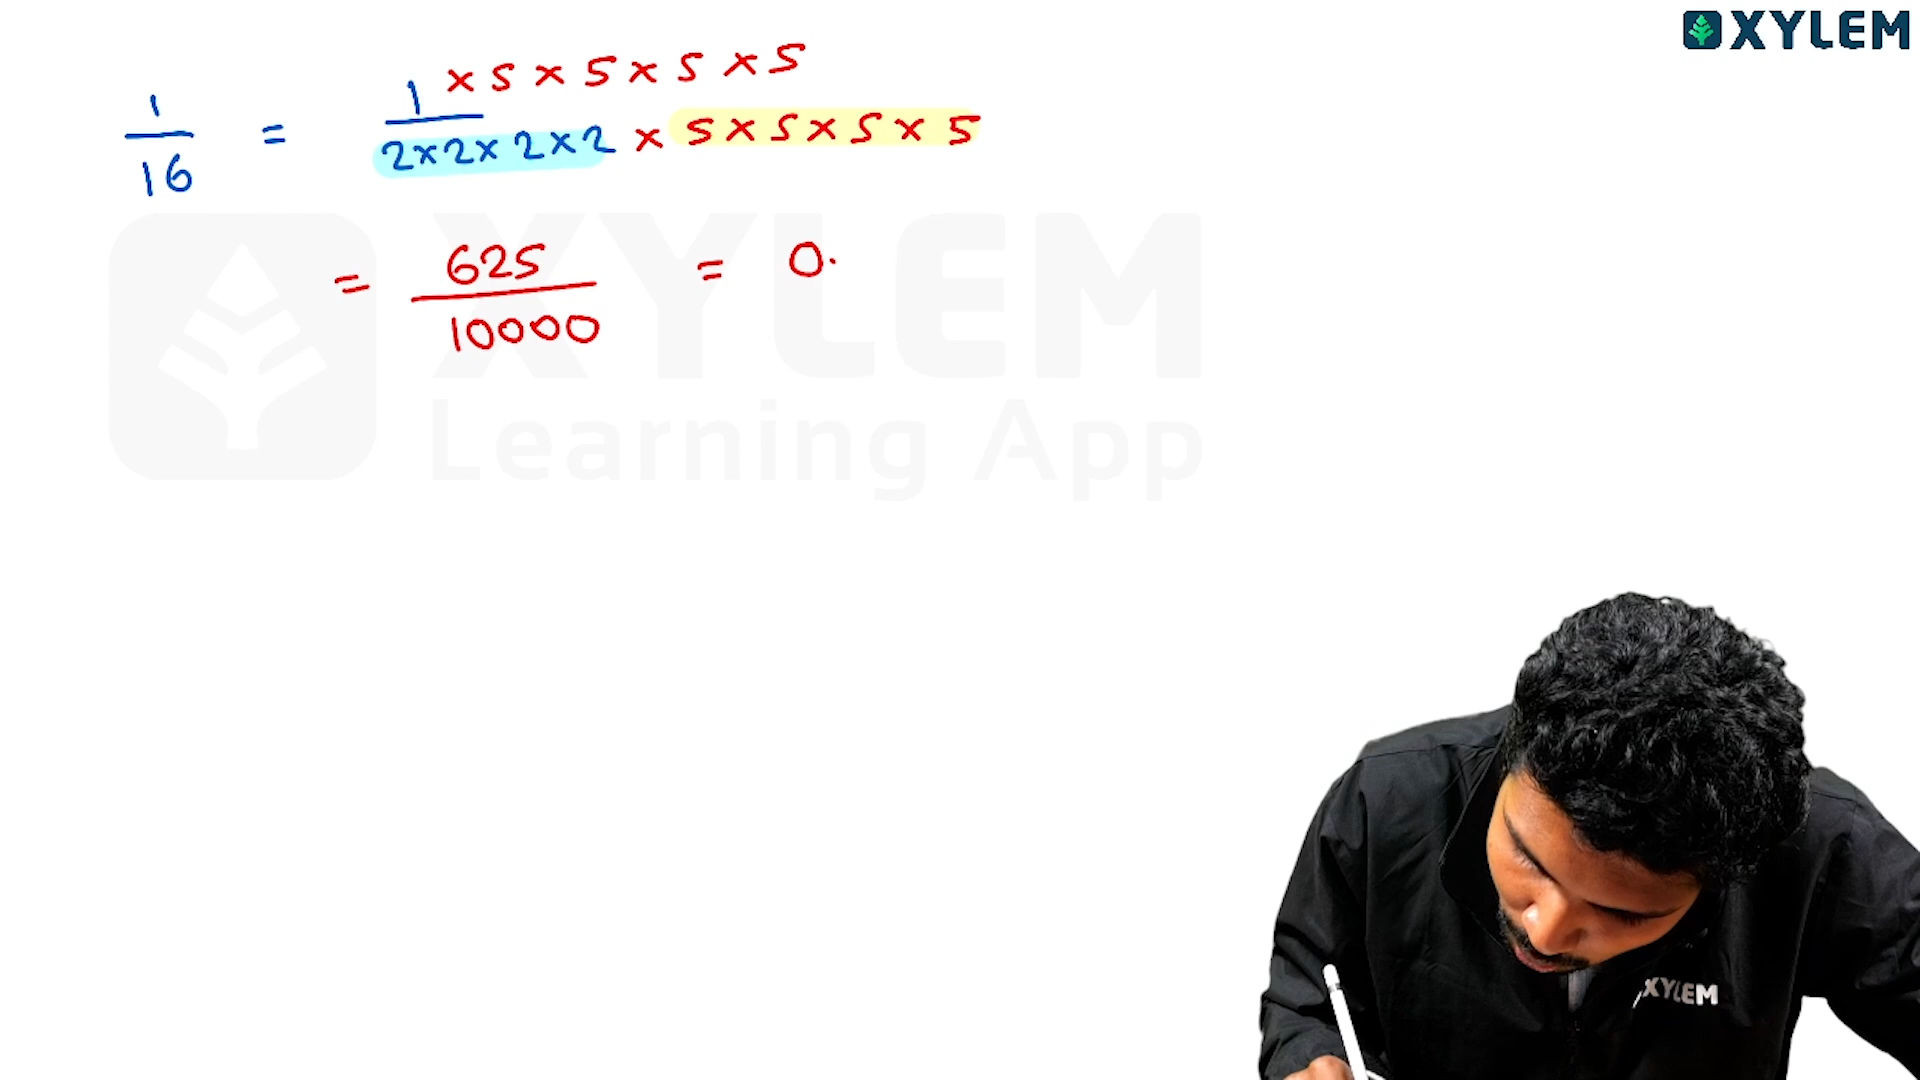 XYLEM
1/16 = 1 × 5 × 5 × 5 × 5 / 2×2×2×2 × 5×5×5×5
= 625/10000 = 0.
XYLEM
Learning App
XYLEM